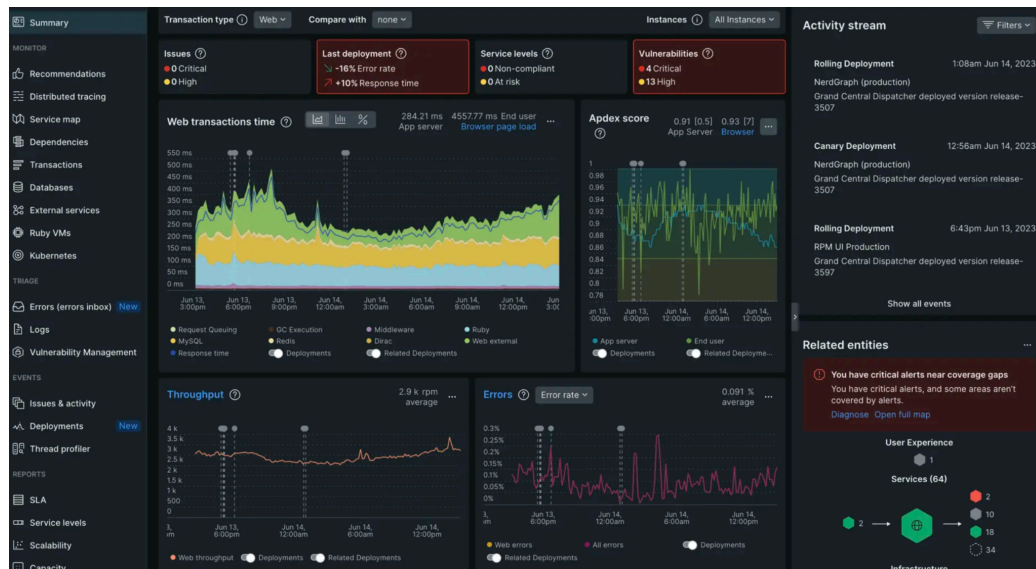 Summary
MONITOR
Recommendations
Distributed tracing
Service map
Dependencies
Transactions
Databases
External services
Ruby VMs
Kubernetes
TRIAGE
Errors (errors inbox) New
Logs
Vulnerability Management
EVENTS
Issues & activity
Deployments New
Thread profiler
REPORTS
SLA
Service levels
Scalability
Capacity
Transaction type Web Compare with none Instances All Instances
Issues ?
0 Critical
0 High
Last deployment ?
-16% Error rate
+10% Response time
Service levels ?
0 Non-compliant
0 At risk
Vulnerabilities ?
4 Critical
13 High
Web transactions time ? %
284.21 ms App server
4557.77 ms End user
Browser page load
550 ms
500 ms
450 ms
400 ms
350 ms
300 ms
250 ms
200 ms
150 ms
100 ms
50 ms
0 ms
Jun 13, 3:00pm
Jun 13, 6:00pm
Jun 13, 9:00pm
Jun 14, 12:00am
Jun 14, 3:00am
Jun 14, 6:00am
Jun 14, 9:00am
Jun 14, 12:00pm
Jun 3:0
Request Queuing GC Execution Middleware Ruby
MySQL Redis Dirac Web external
Response time Deployments Related Deployments
Apdex score ?
0.91 [0.5] App Server
0.93 [7] Browser
1
0.98
0.96
0.94
0.92
0.9
0.88
0.86
0.84
0.82
0.8
0.78
Jun 13, 6:00pm
Jun 14, 12:00am
Jun 14, 6:00am
Jun 14, 12:00pm
App server End user
Deployments Related Deployme...
Throughput ?
2.9 k rpm
average
4 k
3.5 k
3 k
2.5 k
2 k
1.5 k
1 k
500
0
Jun 13, 6:00pm
Jun 14, 12:00am
Jun 14, 6:00am
Jun 14, 12:00pm
Web throughput Deployments Related Deployments
Errors ? Error rate
0.091 %
average
0.3%
0.25%
0.2%
0.15%
0.1%
0.05%
0%
Jun 13, 6:00pm
Jun 14, 12:00am
Jun 14, 6:00am
Jun 14, 12:00pm
Web errors All errors Deployments
Related Deployments
Activity stream Filters
Rolling Deployment 1:08am Jun 14, 2023
NerdGraph (production)
Grand Central Dispatcher deployed version release-
3507
Canary Deployment 12:56am Jun 14, 2023
NerdGraph (production)
Grand Central Dispatcher deployed version release-
3507
Rolling Deployment 6:43pm Jun 13, 2023
RPM UI Production
Grand Central Dispatcher deployed version release-
3597
Show all events
Related entities
You have critical alerts near coverage gaps
You have critical alerts, and some areas aren't
covered by alerts.
Diagnose Open full map
User Experience
1
Services (64)
2
2
10
18
34
Infrastructure